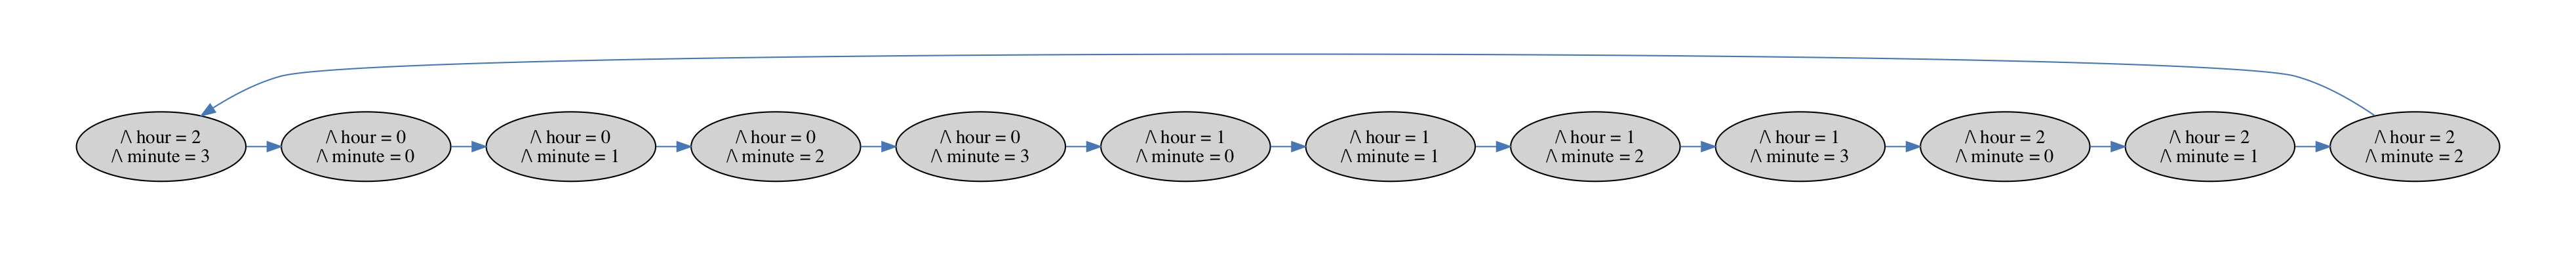 /\ hour = 2
/\ minute = 3
/\ hour = 0
/\ minute = 0
/\ hour = 0
/\ minute = 1
/\ hour = 0
/\ minute = 2
/\ hour = 0
/\ minute = 3
/\ hour = 1
/\ minute = 0
/\ hour = 1
/\ minute = 1
/\ hour = 1
/\ minute = 2
/\ hour = 1
/\ minute = 3
/\ hour = 2
/\ minute = 0
/\ hour = 2
/\ minute = 1
/\ hour = 2
/\ minute = 2